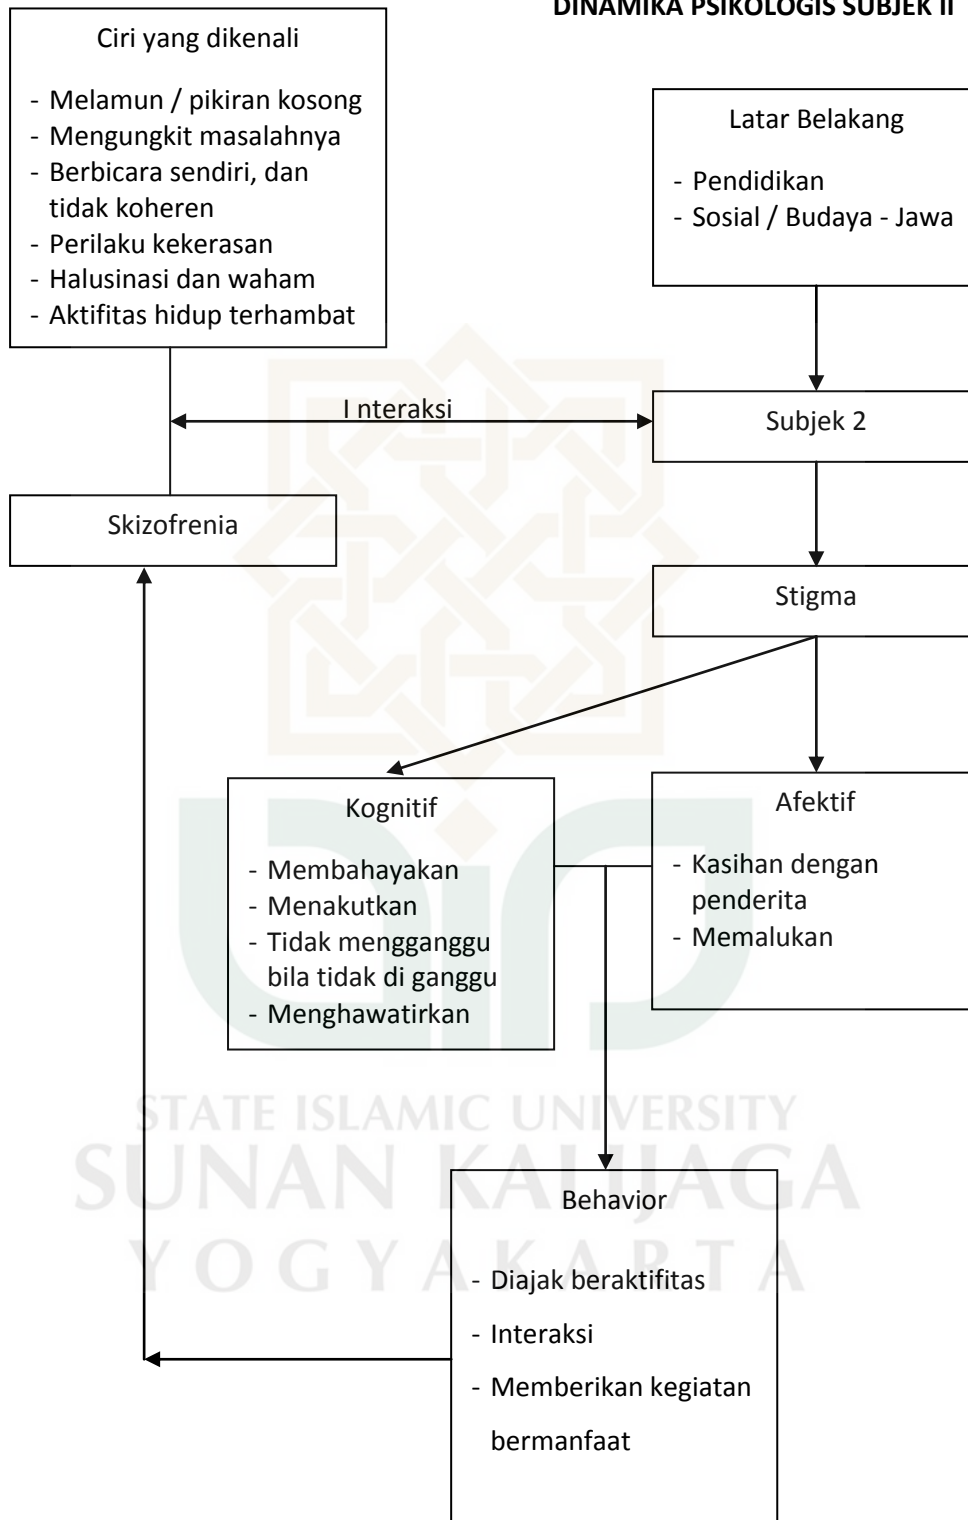 DINAMIKA PSIKOLOGIS SUBJEK II
Ciri yang dikenali
- Melamun / pikiran kosong
- Mengungkit masalahnya
- Berbicara sendiri, dan
tidak koheren
- Perilaku kekerasan
- Halusinasi dan waham
- Aktifitas hidup terhambat
Latar Belakang
- Pendidikan
- Sosial / Budaya - Jawa
I nteraksi
Subjek 2
Skizofrenia
Stigma
Kognitif
- Membahayakan
- Menakutkan
- Tidak mengganggu
bila tidak di ganggu
- Menghawatirkan
Afektif
- Kasihan dengan
penderita
- Memalukan
STATE ISLAMIC UNIVERSITY
SUNAN KALIJAGA
YOGYAKARTA
Behavior
- Diajak beraktifitas
- Interaksi
- Memberikan kegiatan
bermanfaat